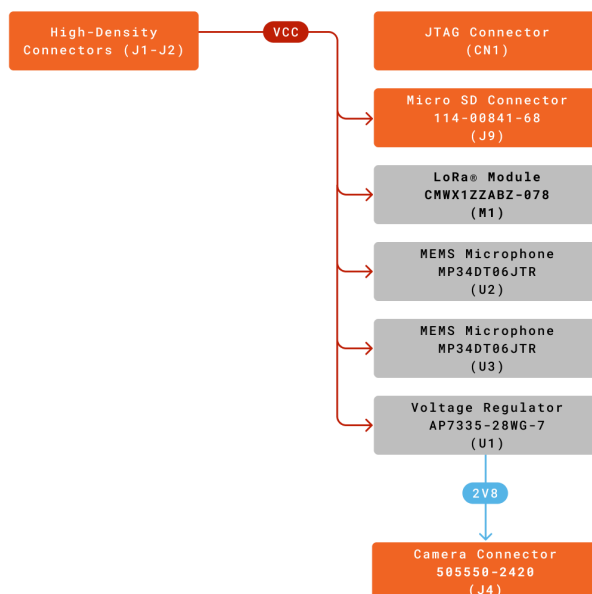 High-Density
Connectors (J1-J2)
VCC
JTAG Connector
(CN1)
Micro SD Connector
114-00841-68
(J9)
LoRa® Module
CMWX1ZZABZ-078
(M1)
MEMS Microphone
MP34DT06JTR
(U2)
MEMS Microphone
MP34DT06JTR
(U3)
Voltage Regulator
AP7335-28WG-7
(U1)
2V8
Camera Connector
505550-2420
(J4)